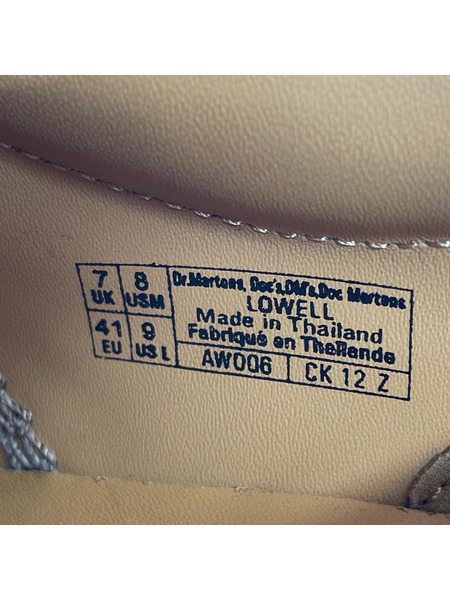 7 UK 8 USM
41 EU 9 US L
Dr.Martens, Doc's,DM's,Doc Martens
LOWELL
Made in Thailand
Fabriqué en Thaïlande
AW006 CK 12 Z